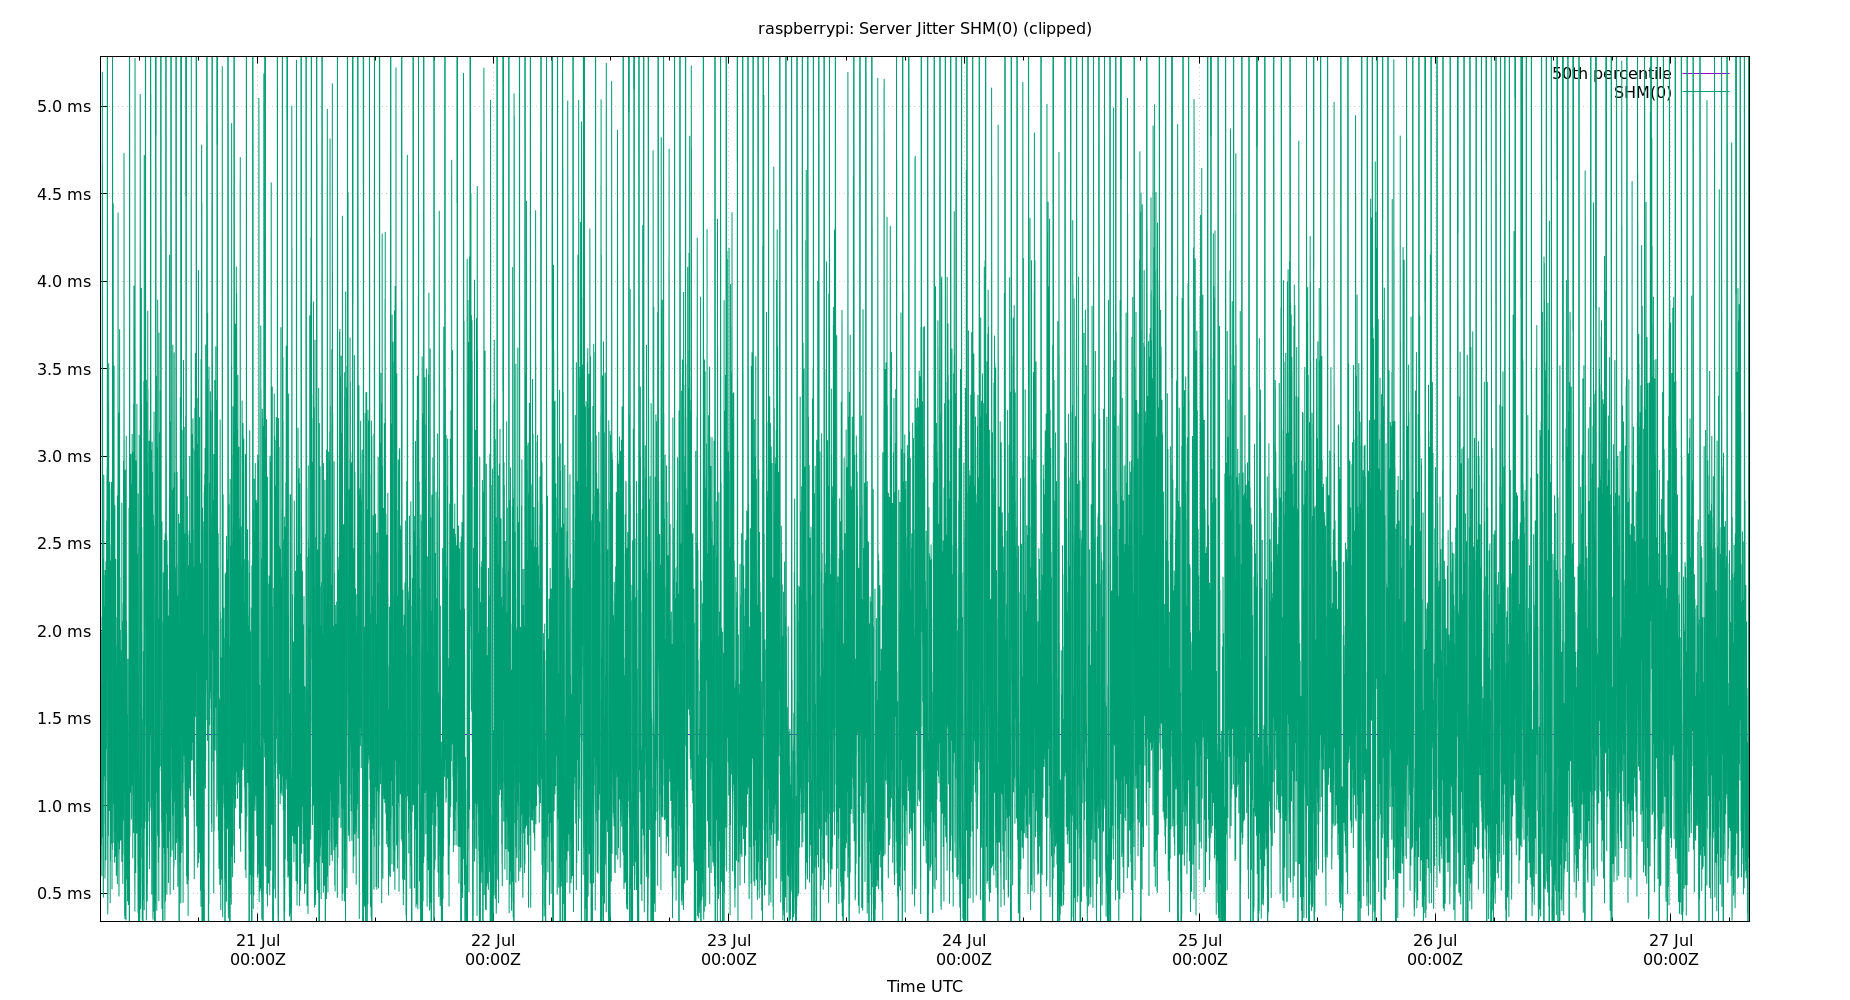 raspberrypi: Server Jitter SHM(0) (clipped)
50th percentile
SHM(0)
5.0 ms
4.5 ms
4.0 ms
3.5 ms
3.0 ms
2.5 ms
2.0 ms
1.5 ms
1.0 ms
0.5 ms
21 Jul 22 Jul 23 Jul 24 Jul 25 Jul 26 Jul 27 Jul
00:00Z 00:00Z 00:00Z 00:00Z 00:00Z 00:00Z 00:00Z
Time UTC